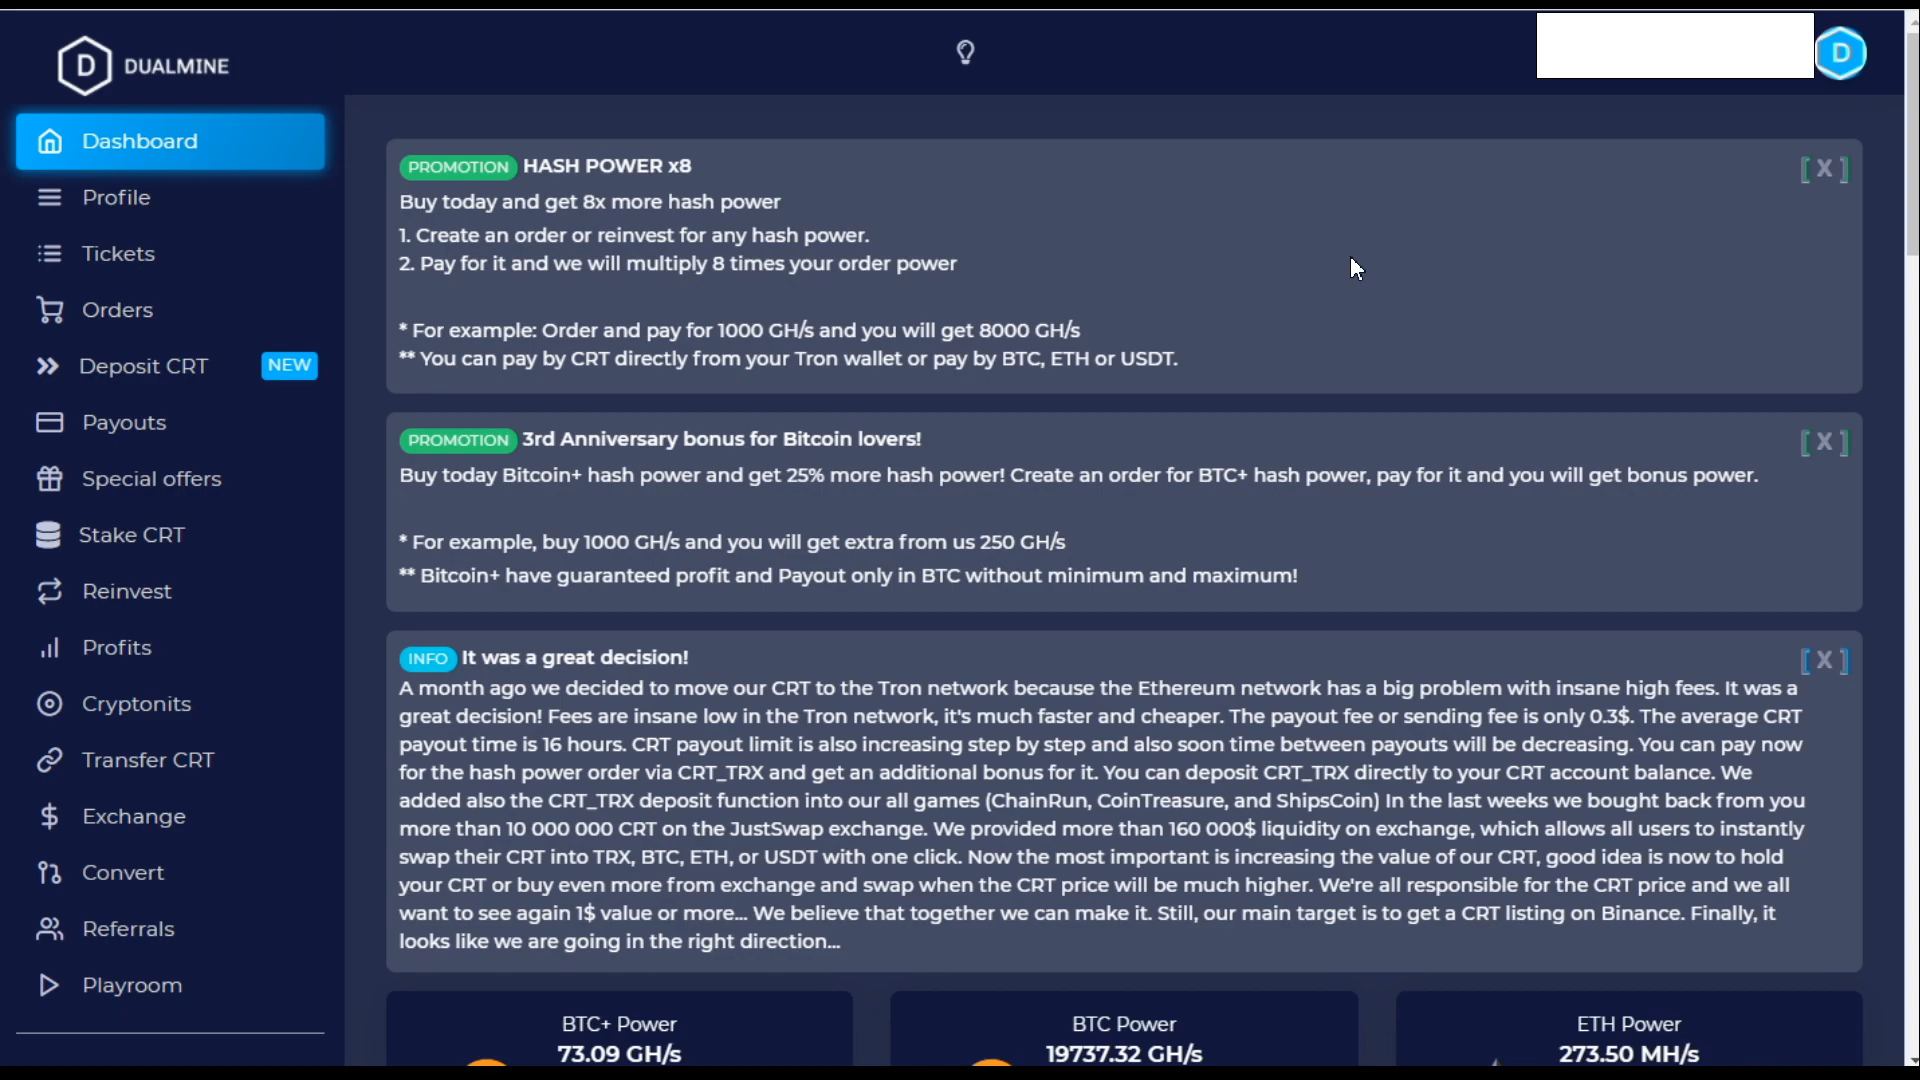 DUALMINE
D
D
Dashboard
Profile
Tickets
Orders
Deposit CRT NEW
Payouts
Special offers
Stake CRT
Reinvest
Profits
Cryptonits
Transfer CRT
Exchange
Convert
Referrals
Playroom
PROMOTION HASH POWER x8 [ X ]
Buy today and get 8x more hash power
1. Create an order or reinvest for any hash power.
2. Pay for it and we will multiply 8 times your order power
* For example: Order and pay for 1000 GH/s and you will get 8000 GH/s
** You can pay by CRT directly from your Tron wallet or pay by BTC, ETH or USDT.
PROMOTION 3rd Anniversary bonus for Bitcoin lovers! [ X ]
Buy today Bitcoin+ hash power and get 25% more hash power! Create an order for BTC+ hash power, pay for it and you will get bonus power.
* For example, buy 1000 GH/s and you will get extra from us 250 GH/s
** Bitcoin+ have guaranteed profit and Payout only in BTC without minimum and maximum!
INFO It was a great decision! [ X ]
A month ago we decided to move our CRT to the Tron network because the Ethereum network has a big problem with insane high fees. It was a
great decision! Fees are insane low in the Tron network, it's much faster and cheaper. The payout fee or sending fee is only 0.3$. The average CRT
payout time is 16 hours. CRT payout limit is also increasing step by step and also soon time between payouts will be decreasing. You can pay now
for the hash power order via CRT_TRX and get an additional bonus for it. You can deposit CRT_TRX directly to your CRT account balance. We
added also the CRT_TRX deposit function into our all games (ChainRun, CoinTreasure, and ShipsCoin) In the last weeks we bought back from you
more than 10 000 000 CRT on the JustSwap exchange. We provided more than 160 000$ liquidity on exchange, which allows all users to instantly
swap their CRT into TRX, BTC, ETH, or USDT with one click. Now the most important is increasing the value of our CRT, good idea is now to hold
your CRT or buy even more from exchange and swap when the CRT price will be much higher. We're all responsible for the CRT price and we all
want to see again 1$ value or more... We believe that together we can make it. Still, our main target is to get a CRT listing on Binance. Finally, it
looks like we are going in the right direction...
BTC+ Power
73.09 GH/s
BTC Power
19737.32 GH/s
ETH Power
273.50 MH/s